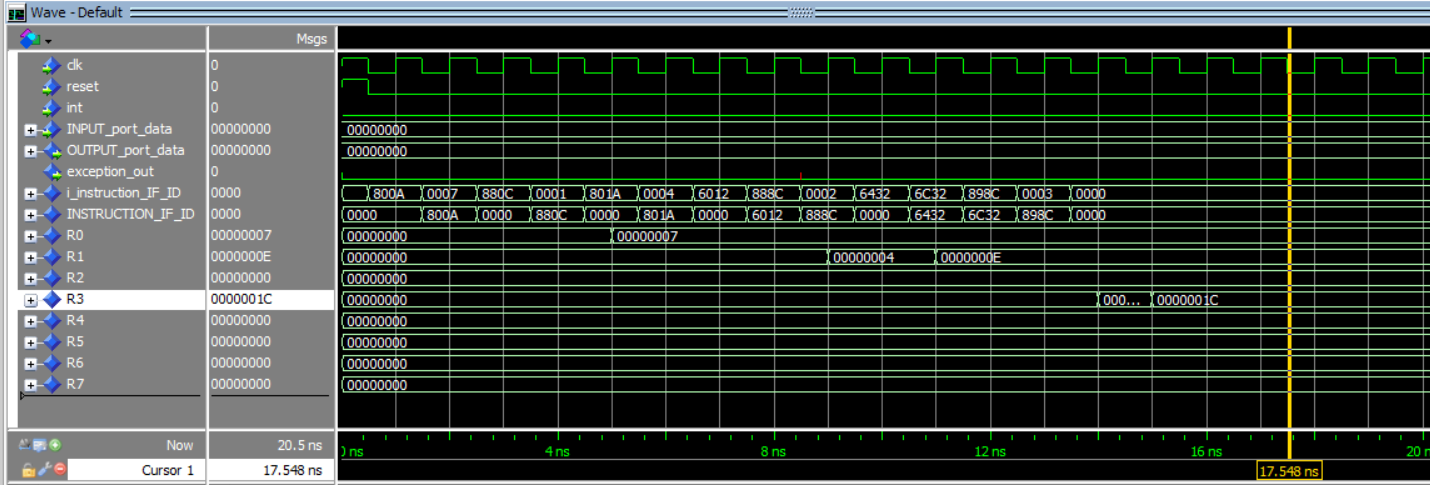 Wave - Default
Msgs
clk 0
reset 0
int 0
INPUT_port_data 00000000 00000000
OUTPUT_port_data 00000000 00000000
exception_out 0
i_instruction_IF_ID 0000 800A 0007 880C 0001 801A 0004 6012 888C 0002 6432 6C32 898C 0003 0000
INSTRUCTION_IF_ID 0000 0000 800A 0000 880C 0000 801A 0000 6012 888C 0000 6432 6C32 898C 0000
R0 00000007 00000000 00000007
R1 0000000E 00000000 00000004 0000000E
R2 00000000 00000000
R3 0000001C 00000000 000... 0000001C
R4 00000000 00000000
R5 00000000 00000000
R6 00000000 00000000
R7 00000000 00000000
Now 20.5 ns ns 4 ns 8 ns 12 ns 16 ns 20 n
Cursor 1 17.548 ns 17.548 ns